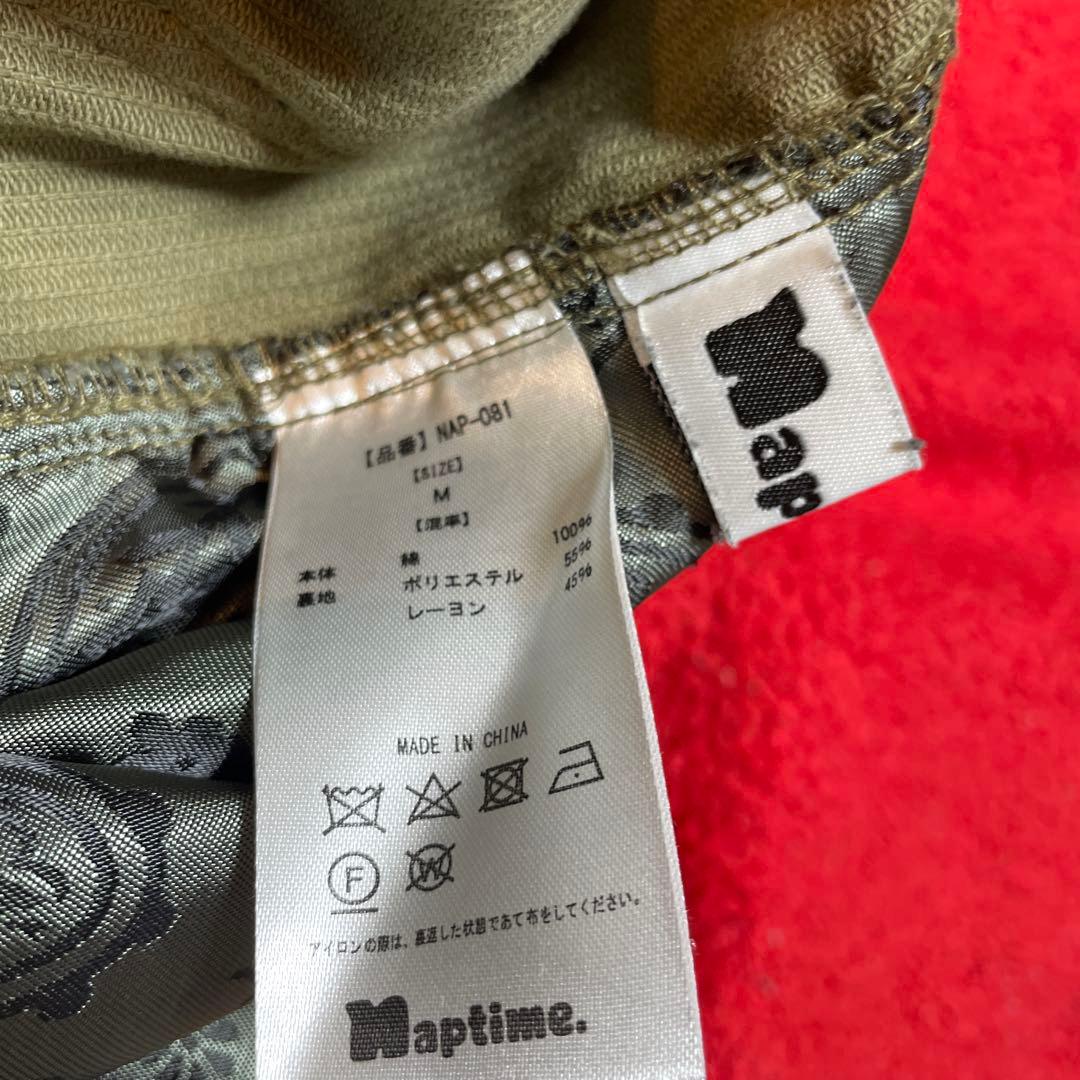 【品番】NAP-081
【SIZE】
M
【混率】
本体 綿 100%
裏地 ポリエステル 55%
レーヨン 45%
MADE IN CHINA
F W
アイロンの際は、裏返した状態であて布をしてください。
Naptime.
Nap